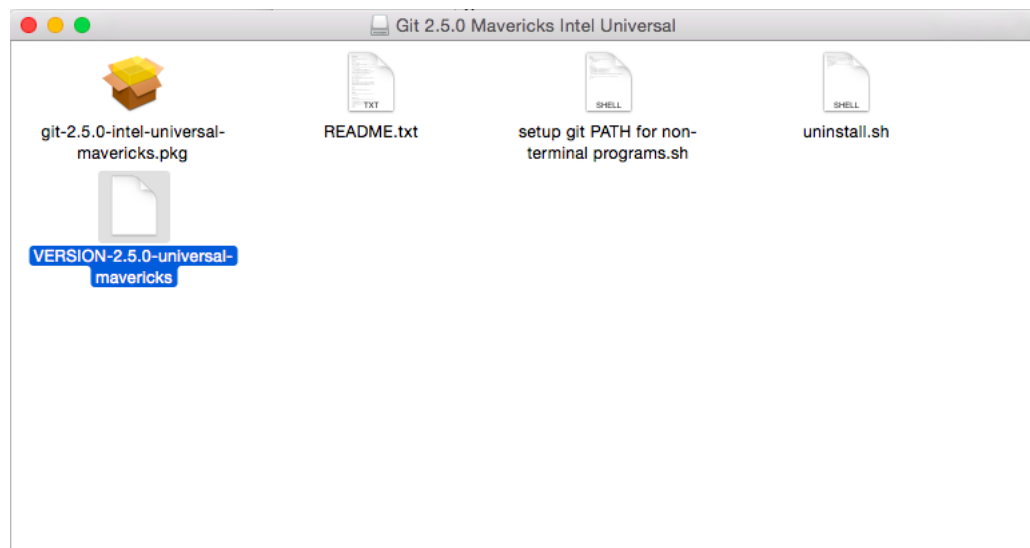 Git 2.5.0 Mavericks Intel Universal
TXT
SHELL
SHELL
git-2.5.0-intel-universal-
mavericks.pkg
README.txt
setup git PATH for non-
terminal programs.sh
uninstall.sh
VERSION-2.5.0-universal-
mavericks